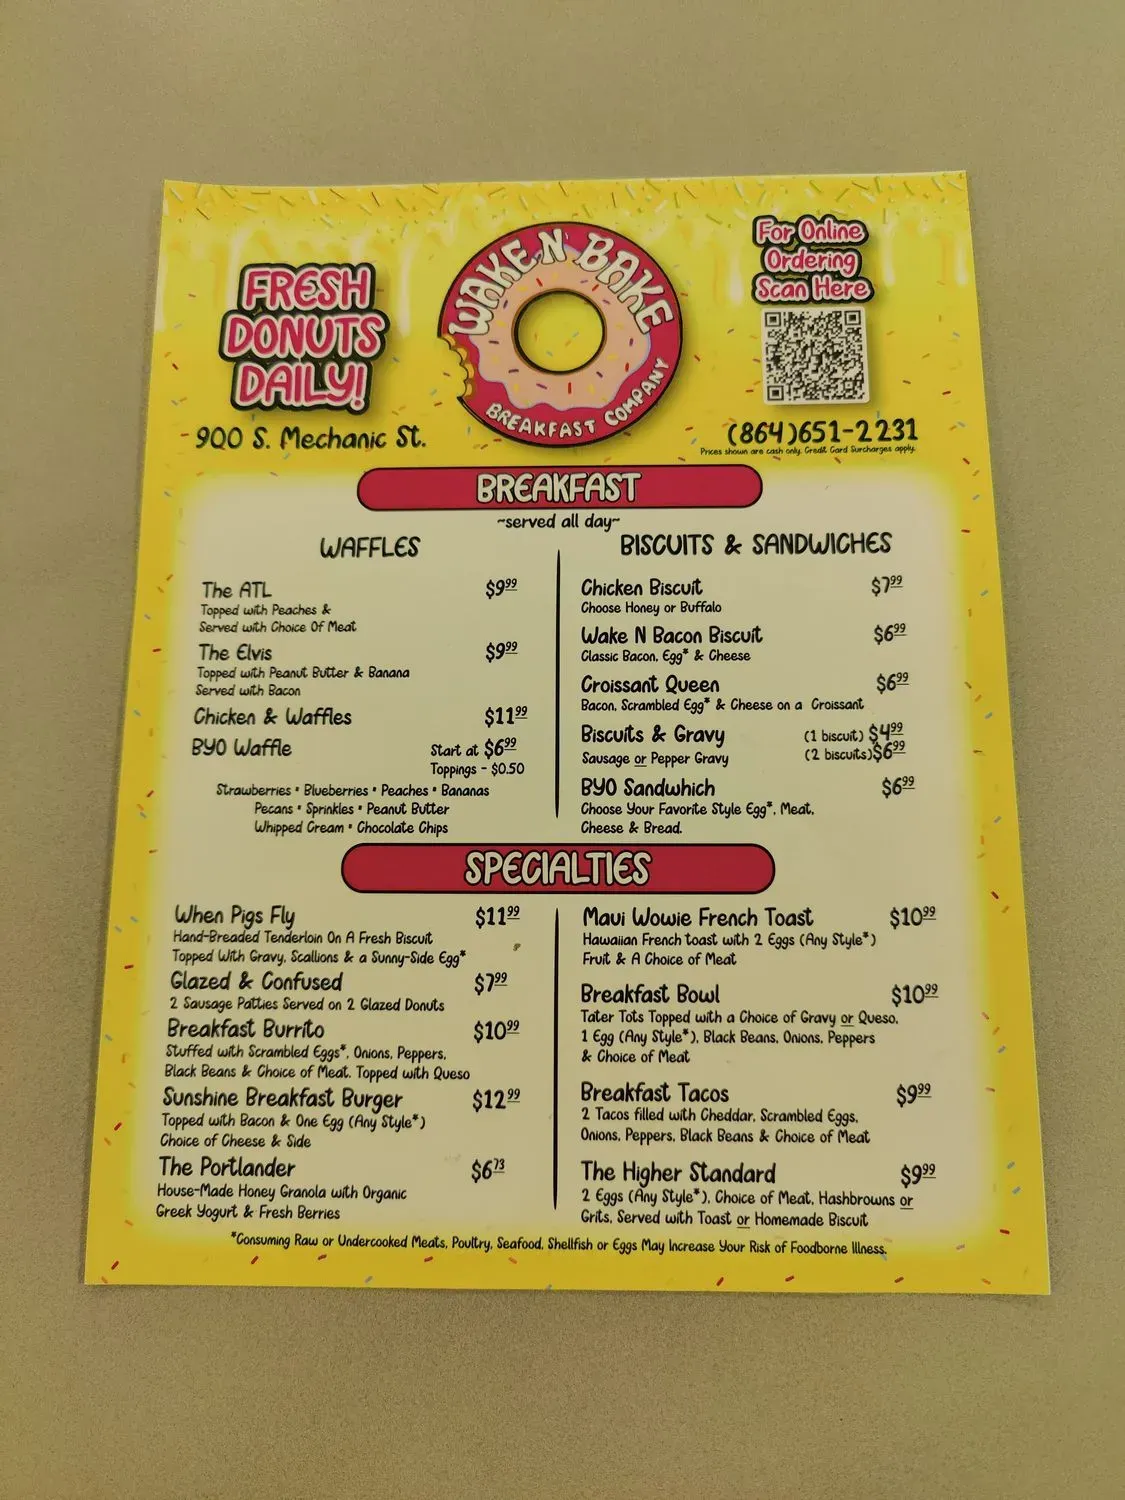 FRESH
DONUTS
DAILY!
900 S. Mechanic St.
WAKE N BAKE
BREAKFAST COMPANY
For Online
Ordering
Scan Here
(864)651-2231
Prices shown are cash only. Credit Card Surcharges apply.
BREAKFAST
~served all day~
WAFFLES
The ATL $9.99
Topped with Peaches &
Served with Choice Of Meat
The Elvis $9.99
Topped with Peanut Butter & Banana
Served with Bacon
Chicken & Waffles $11.99
BYO Waffle Start at $6.99
Toppings - $0.50
Strawberries • Blueberries • Peaches • Bananas
Pecans • Sprinkles • Peanut Butter
Whipped Cream • Chocolate Chips
BISCUITS & SANDWICHES
Chicken Biscuit $7.99
Choose Honey or Buffalo
Wake N Bacon Biscuit $6.99
Classic Bacon, Egg* & Cheese
Croissant Queen $6.99
Bacon, Scrambled Egg* & Cheese on a Croissant
Biscuits & Gravy (1 biscuit) $4.99
Sausage or Pepper Gravy (2 biscuits)$6.99
BYO Sandwhich $6.99
Choose Your Favorite Style Egg*, Meat,
Cheese & Bread.
SPECIALTIES
When Pigs Fly $11.99
Hand-Breaded Tenderloin On A Fresh Biscuit
Topped With Gravy, Scallions & a Sunny-Side Egg*
Glazed & Confused $7.99
2 Sausage Patties Served on 2 Glazed Donuts
Breakfast Burrito $10.99
Stuffed with Scrambled Eggs*, Onions, Peppers,
Black Beans & Choice of Meat. Topped with Queso
Sunshine Breakfast Burger $12.99
Topped with Bacon & One Egg (Any Style*)
Choice of Cheese & Side
The Portlander $6.73
House-Made Honey Granola with Organic
Greek Yogurt & Fresh Berries
Maui Wowie French Toast $10.99
Hawaiian French toast with 2 Eggs (Any Style*)
Fruit & A Choice of Meat
Breakfast Bowl $10.99
Tater Tots Topped with a Choice of Gravy or Queso,
1 Egg (Any Style*), Black Beans, Onions, Peppers
& Choice of Meat
Breakfast Tacos $9.99
2 Tacos filled with Cheddar, Scrambled Eggs,
Onions, Peppers, Black Beans & Choice of Meat
The Higher Standard $9.99
2 Eggs (Any Style*), Choice of Meat, Hashbrowns or
Grits, Served with Toast or Homemade Biscuit
*Consuming Raw or Undercooked Meats, Poultry, Seafood, Shellfish or Eggs May Increase Your Risk of Foodborne Illness.